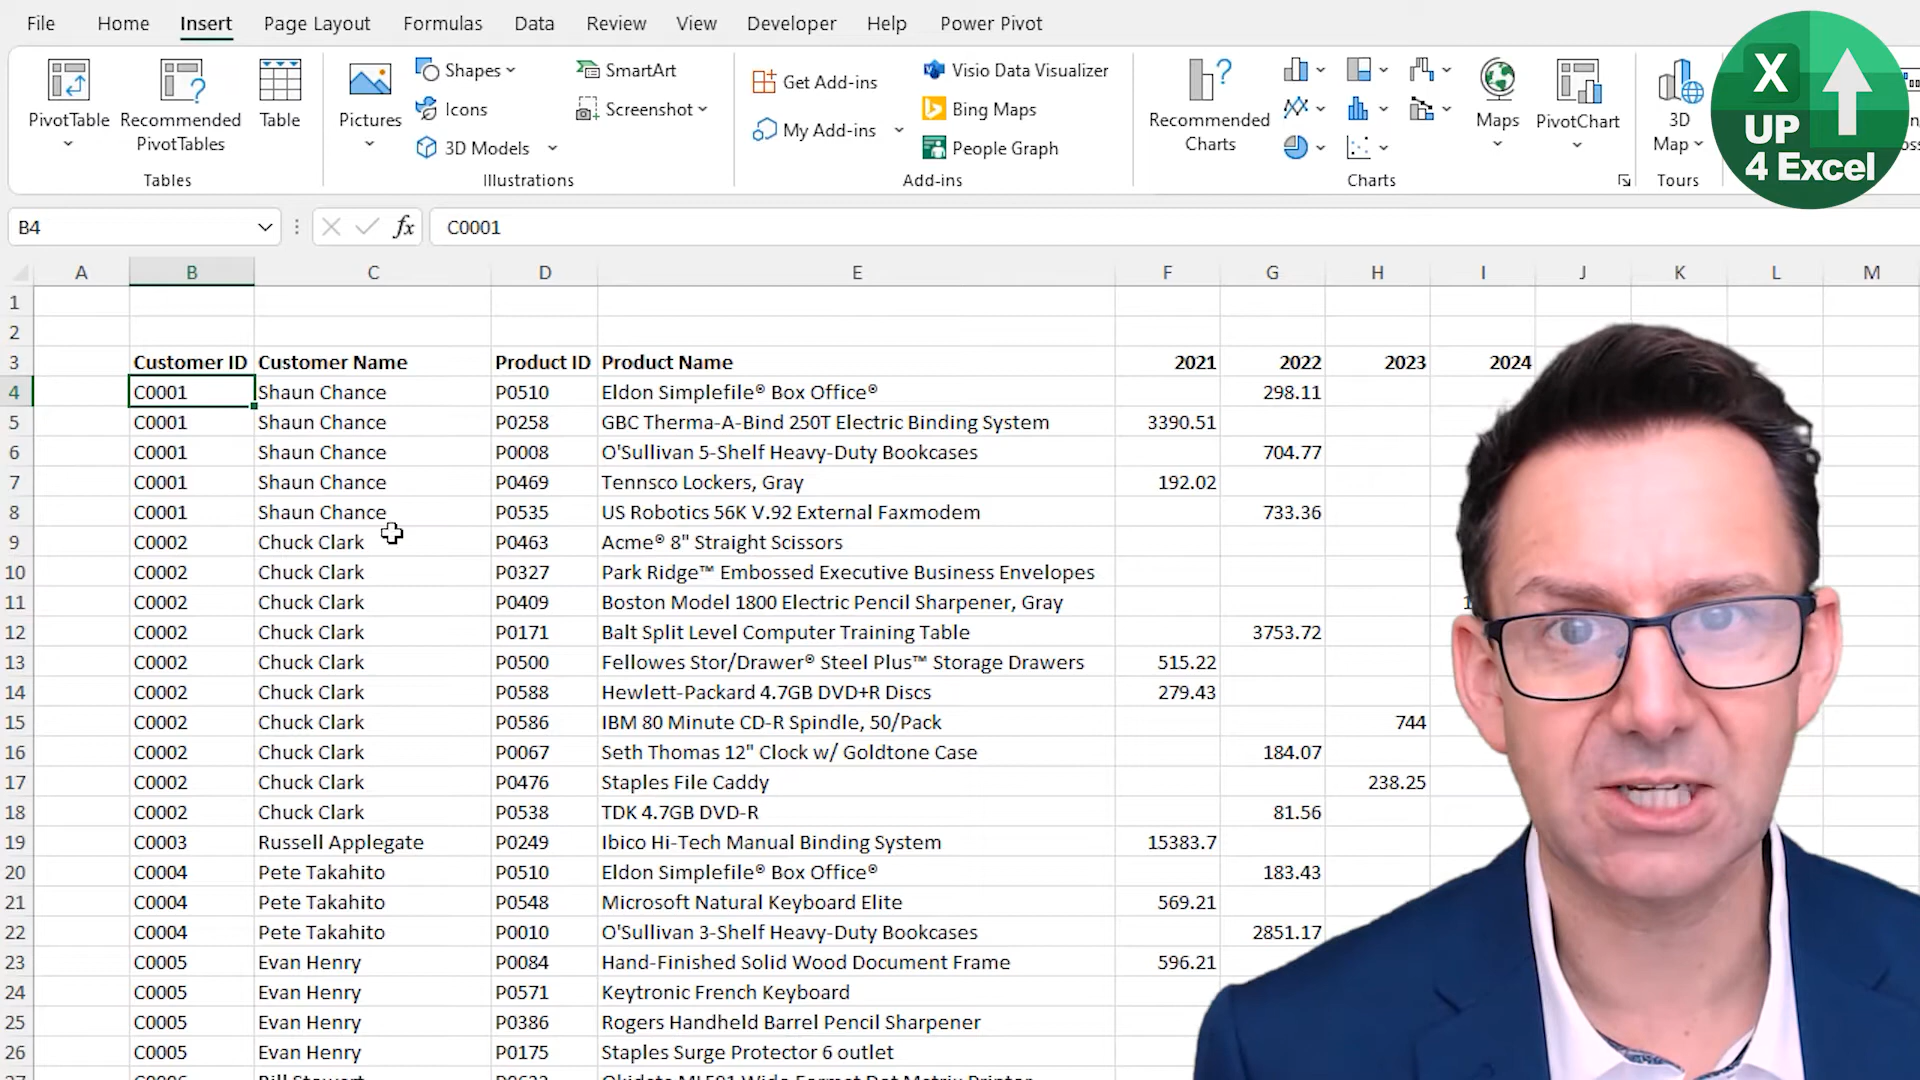 File Home Insert Page Layout Formulas Data Review View Developer Help Power Pivot
PivotTable Recommended PivotTables Table
Tables
Pictures Shapes Icons 3D Models SmartArt Screenshot
Illustrations
Get Add-ins My Add-ins Visio Data Visualizer Bing Maps People Graph
Add-ins
Recommended Charts Maps PivotChart
Charts
3D Map
Tours
X
UP
4 Excel
B4 fx C0001
A B C D E F G H I J K L M
1
2
3 Customer ID Customer Name Product ID Product Name 2021 2022 2023 2024
4 C0001 Shaun Chance P0510 Eldon Simplefile® Box Office® 298.11
5 C0001 Shaun Chance P0258 GBC Therma-A-Bind 250T Electric Binding System 3390.51
6 C0001 Shaun Chance P0008 O'Sullivan 5-Shelf Heavy-Duty Bookcases 704.77
7 C0001 Shaun Chance P0469 Tennsco Lockers, Gray 192.02
8 C0001 Shaun Chance P0535 US Robotics 56K V.92 External Faxmodem 733.36
9 C0002 Chuck Clark P0463 Acme® 8" Straight Scissors
10 C0002 Chuck Clark P0327 Park Ridge™ Embossed Executive Business Envelopes
11 C0002 Chuck Clark P0409 Boston Model 1800 Electric Pencil Sharpener, Gray
12 C0002 Chuck Clark P0171 Balt Split Level Computer Training Table 3753.72
13 C0002 Chuck Clark P0500 Fellowes Stor/Drawer® Steel Plus™ Storage Drawers 515.22
14 C0002 Chuck Clark P0588 Hewlett-Packard 4.7GB DVD+R Discs 279.43
15 C0002 Chuck Clark P0586 IBM 80 Minute CD-R Spindle, 50/Pack 744
16 C0002 Chuck Clark P0067 Seth Thomas 12" Clock w/ Goldtone Case 184.07
17 C0002 Chuck Clark P0476 Staples File Caddy 238.25
18 C0002 Chuck Clark P0538 TDK 4.7GB DVD-R 81.56
19 C0003 Russell Applegate P0249 Ibico Hi-Tech Manual Binding System 15383.7
20 C0004 Pete Takahito P0510 Eldon Simplefile® Box Office® 183.43
21 C0004 Pete Takahito P0548 Microsoft Natural Keyboard Elite 569.21
22 C0004 Pete Takahito P0010 O'Sullivan 3-Shelf Heavy-Duty Bookcases 2851.17
23 C0005 Evan Henry P0084 Hand-Finished Solid Wood Document Frame 596.21
24 C0005 Evan Henry P0571 Keytronic French Keyboard
25 C0005 Evan Henry P0386 Rogers Handheld Barrel Pencil Sharpener
26 C0005 Evan Henry P0175 Staples Surge Protector 6 outlet